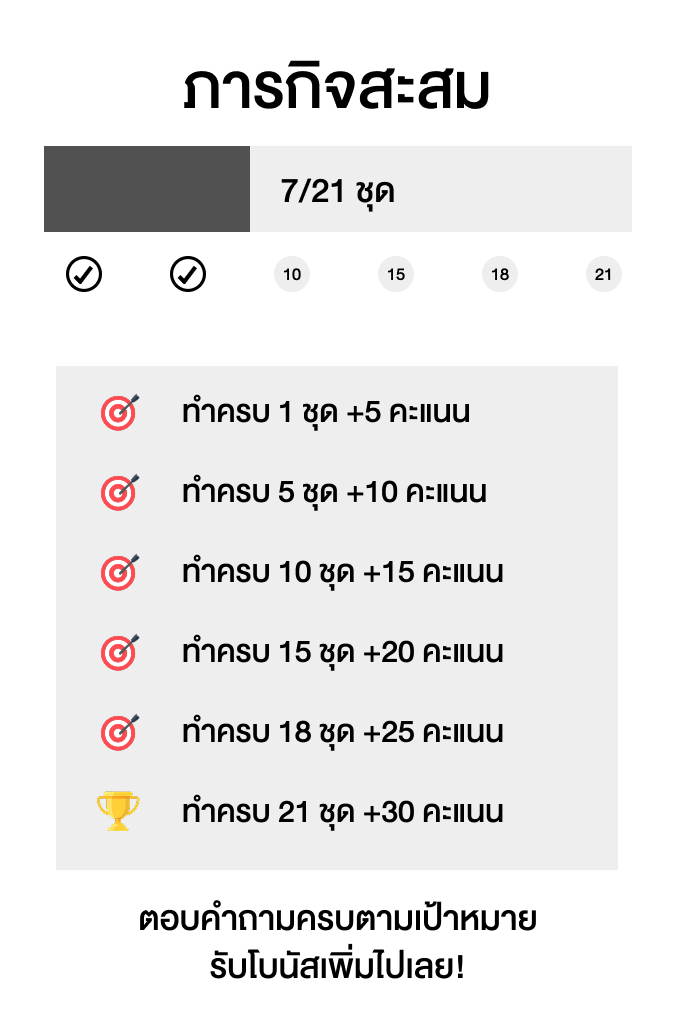 ภารกิจสะสม
7/21 ชุด
10 15 18 21
ทำครบ 1 ชุด +5 คะแนน
ทำครบ 5 ชุด +10 คะแนน
ทำครบ 10 ชุด +15 คะแนน
ทำครบ 15 ชุด +20 คะแนน
ทำครบ 18 ชุด +25 คะแนน
ทำครบ 21 ชุด +30 คะแนน
ตอบคำถามครบตามเป้าหมาย
รับโบนัสเพิ่มไปเลย!